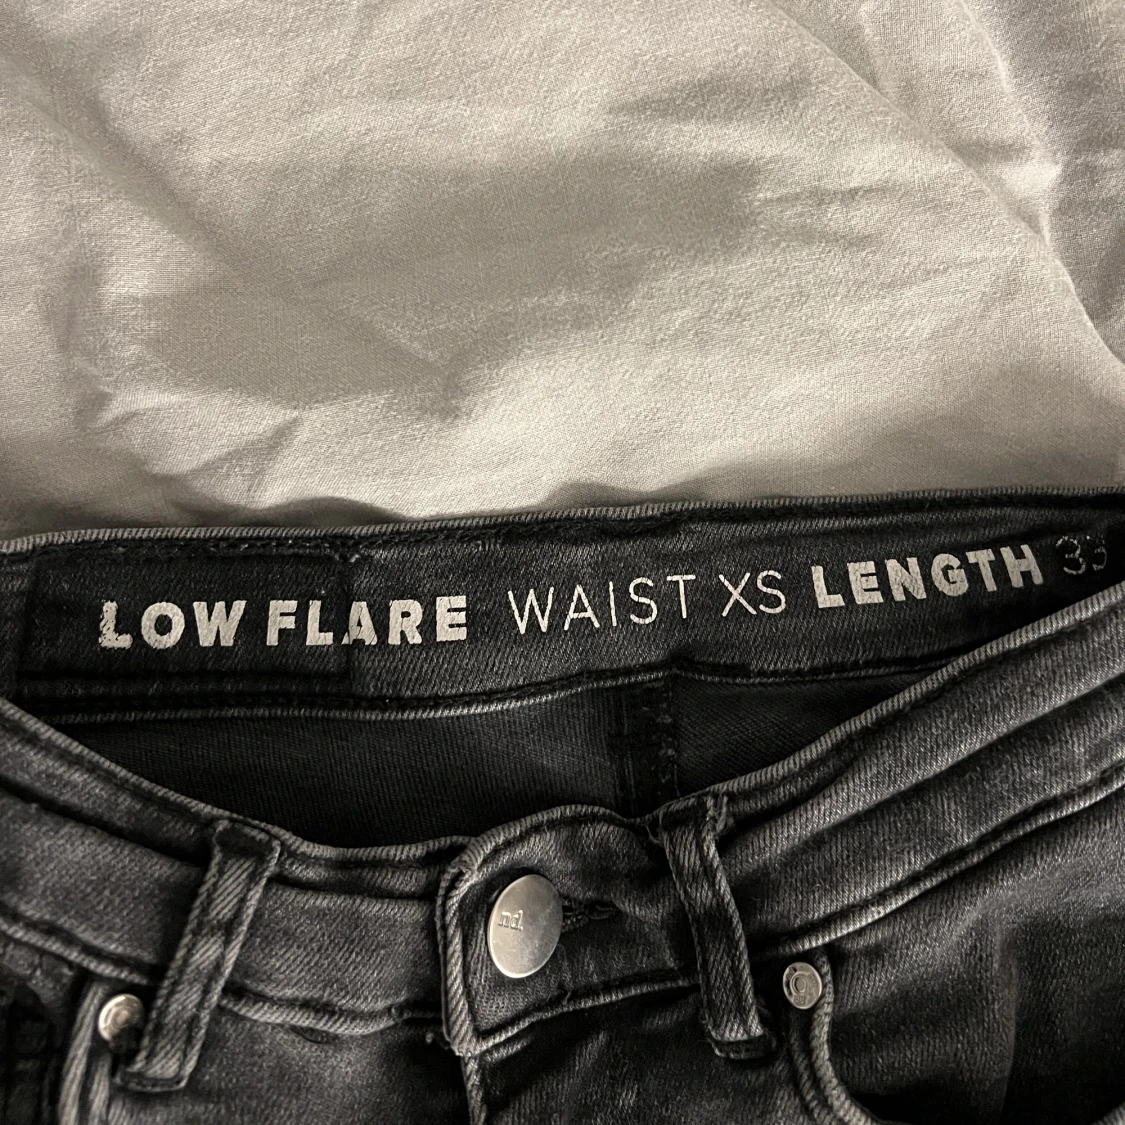 LOW FLARE WAIST XS LENGTH
nd.